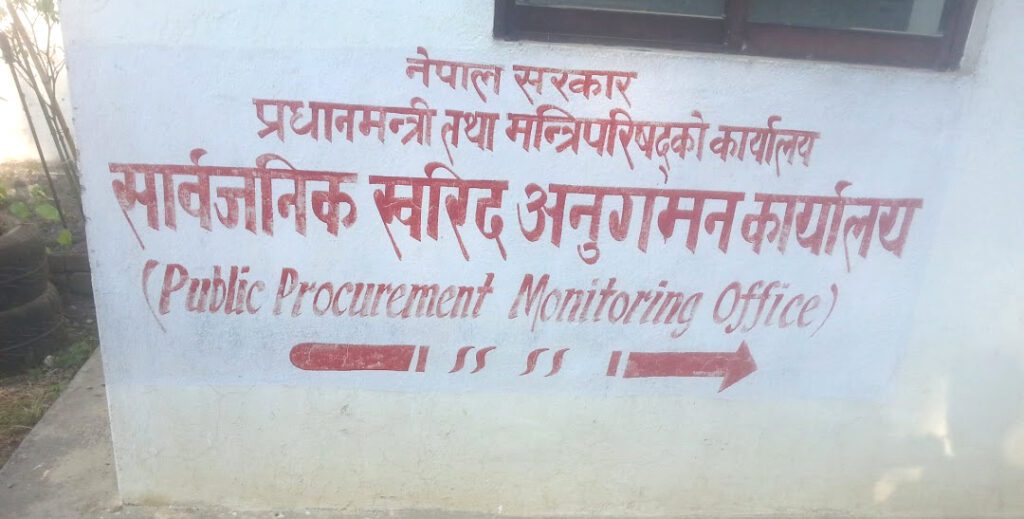 नेपाल सरकार
प्रधानमन्त्री तथा मन्त्रिपरिषद्को कार्यालय
सार्वजनिक खरिद अनुगमन कार्यालय
(Public Procurement Monitoring Office)